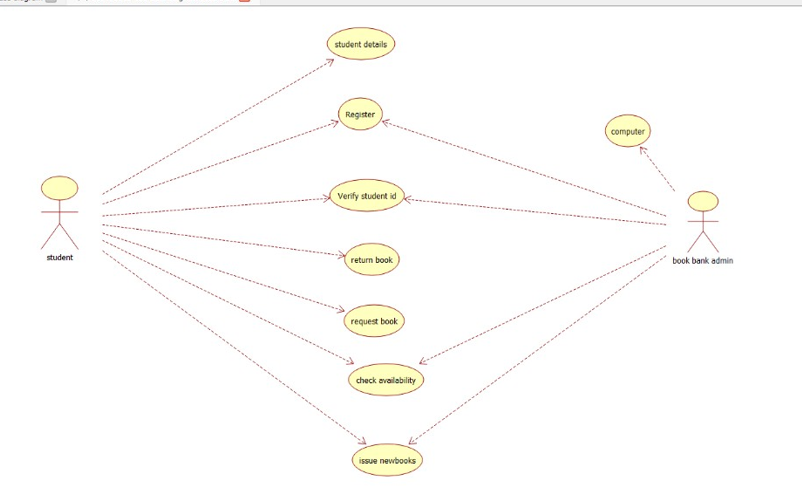 student details
Register
computer
Verify student id
student
return book
book bank admin
request book
check availability
issue newbooks